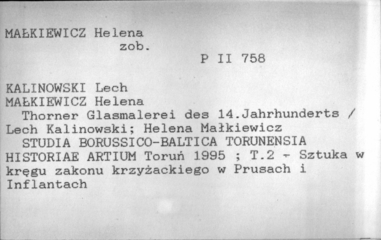 MAŁKIEWICZ Helena
zob.
P II 758
KALINOWSKI Lech
MAŁKIEWICZ Helena
Thorner Glasmalerei des 14.Jahrhunderts /
Lech Kalinowski; Helena Małkiewicz
STUDIA BORUSSICO-BALTICA TORUNENSIA
HISTORIAE ARTIUM Toruń 1995 ; T.2 - Sztuka w
kręgu zakonu krzyżackiego w Prusach i
Inflantach